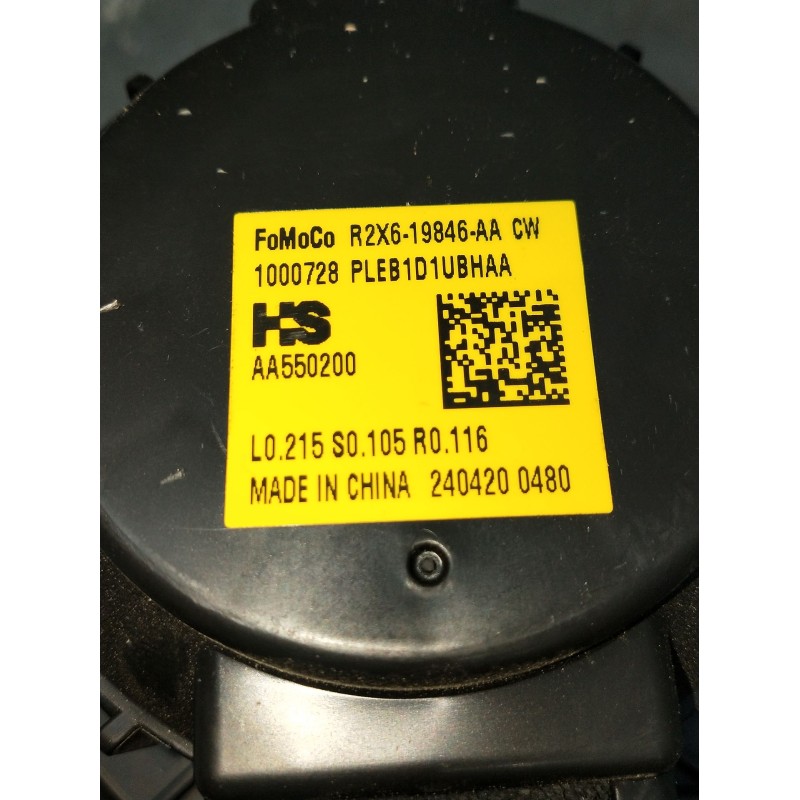 FoMoCo R2X6-19846-AA CW
1000728 PLEB1D1UBHAA
HS
AA550200
L0.215 S0.105 R0.116
MADE IN CHINA 240420 0480